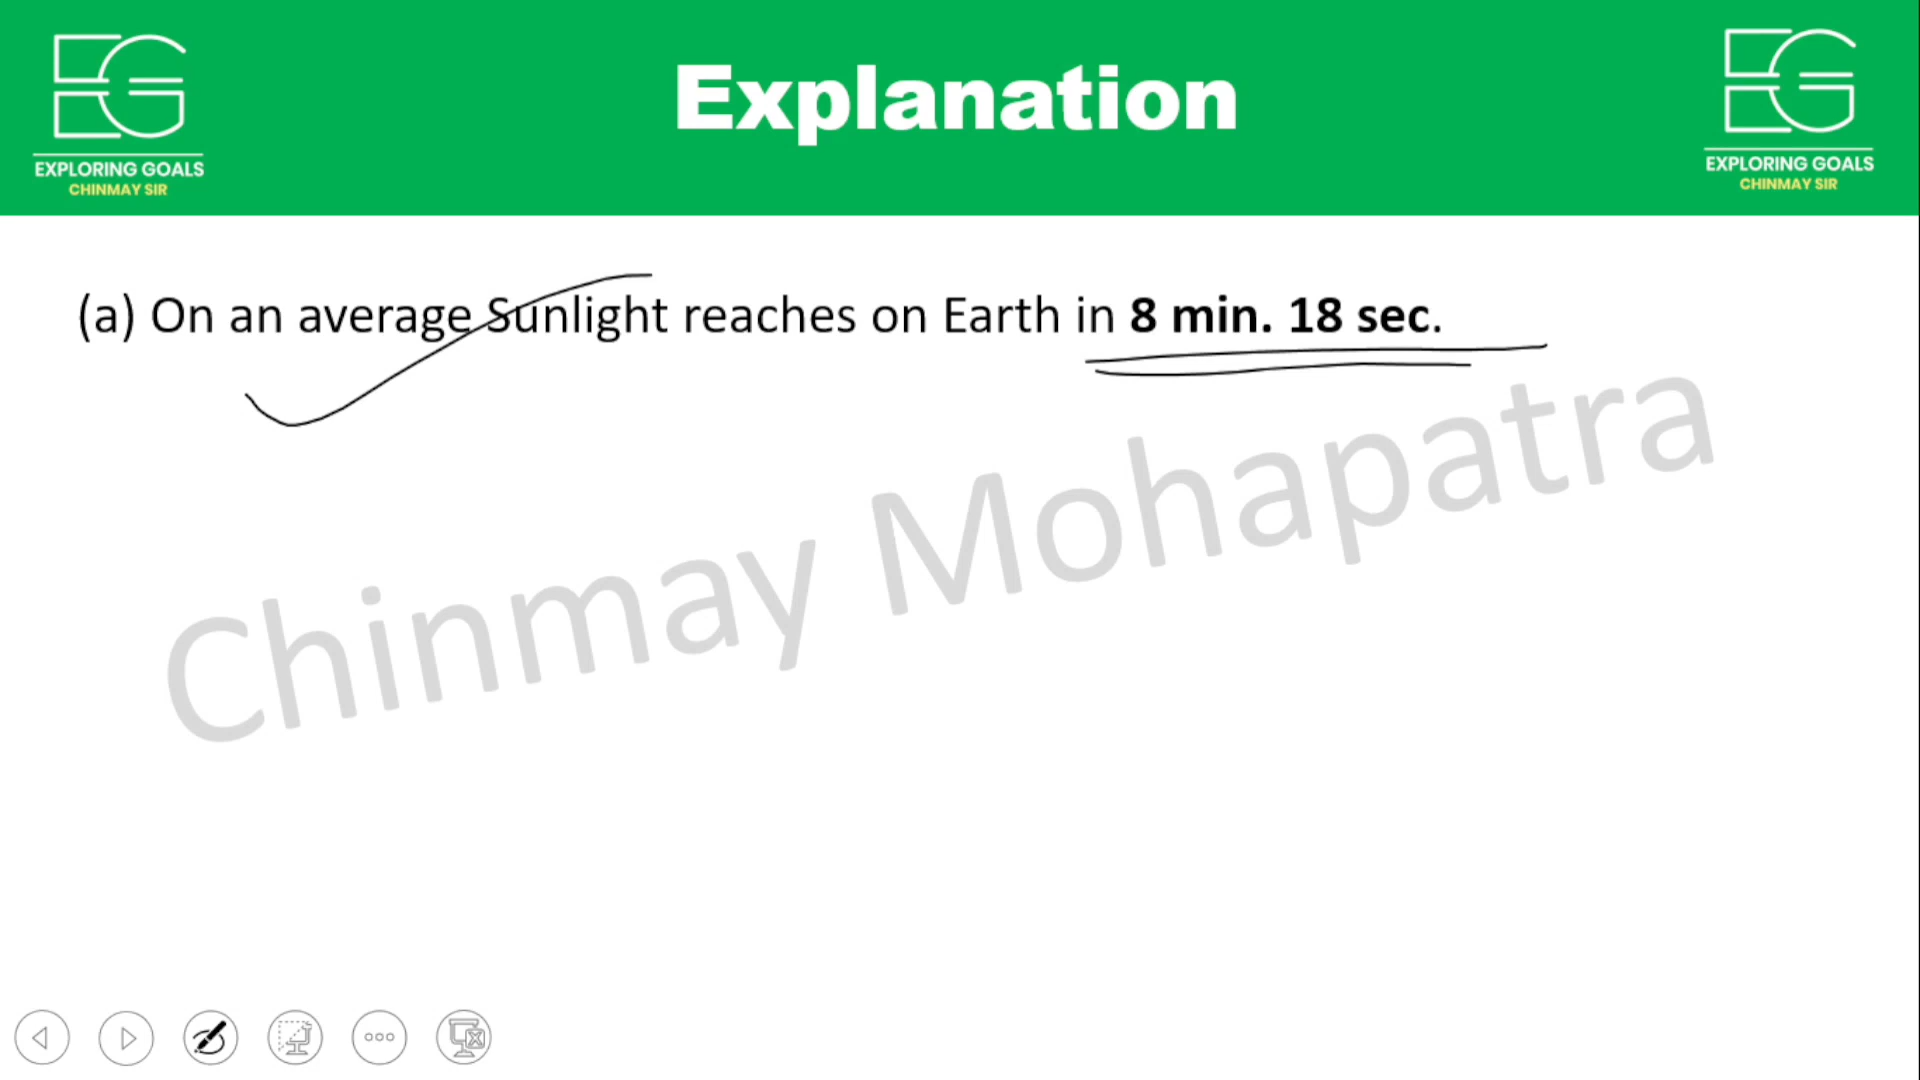 EXPLORING GOALS
CHINMAY SIR
Explanation
EXPLORING GOALS
CHINMAY SIR
(a) On an average Sunlight reaches on Earth in 8 min. 18 sec.
Chinmay Mohapatra